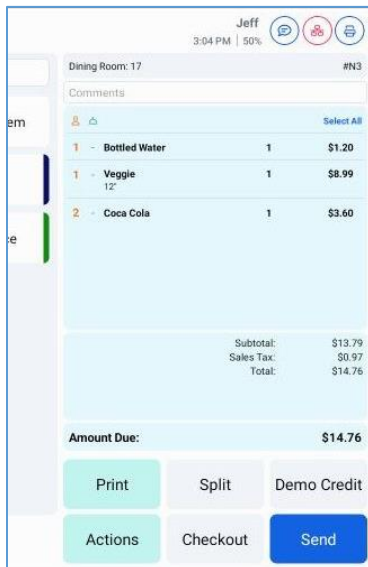 Jeff
3:04 PM | 50%
Dining Room: 17 #N3
Comments
em
Select All
1 - Bottled Water 1 $1.20
1 - Veggie 1 $8.99
12"
2 - Coca Cola 1 $3.60
ce
Subtotal: $13.79
Sales Tax: $0.97
Total: $14.76
Amount Due: $14.76
Print Split Demo Credit
Actions Checkout Send